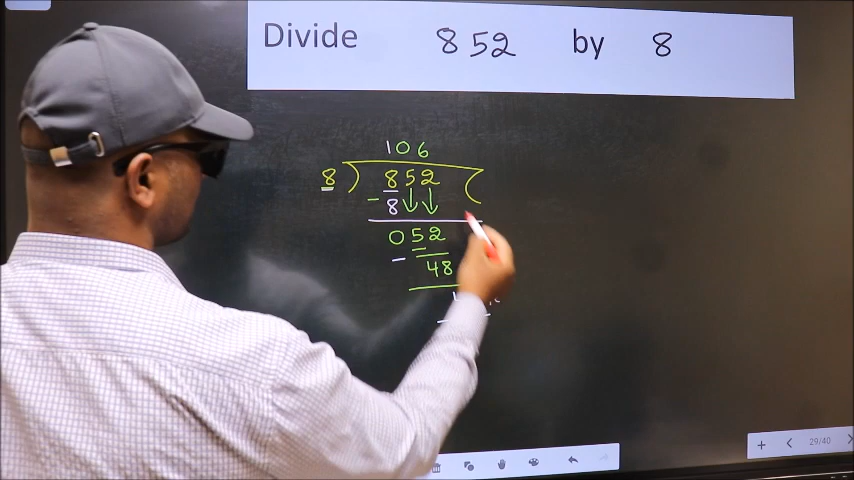 Divide 852 by 8
106
8 ) 852 (
- 8 ↓↓
052
- 48
29/40